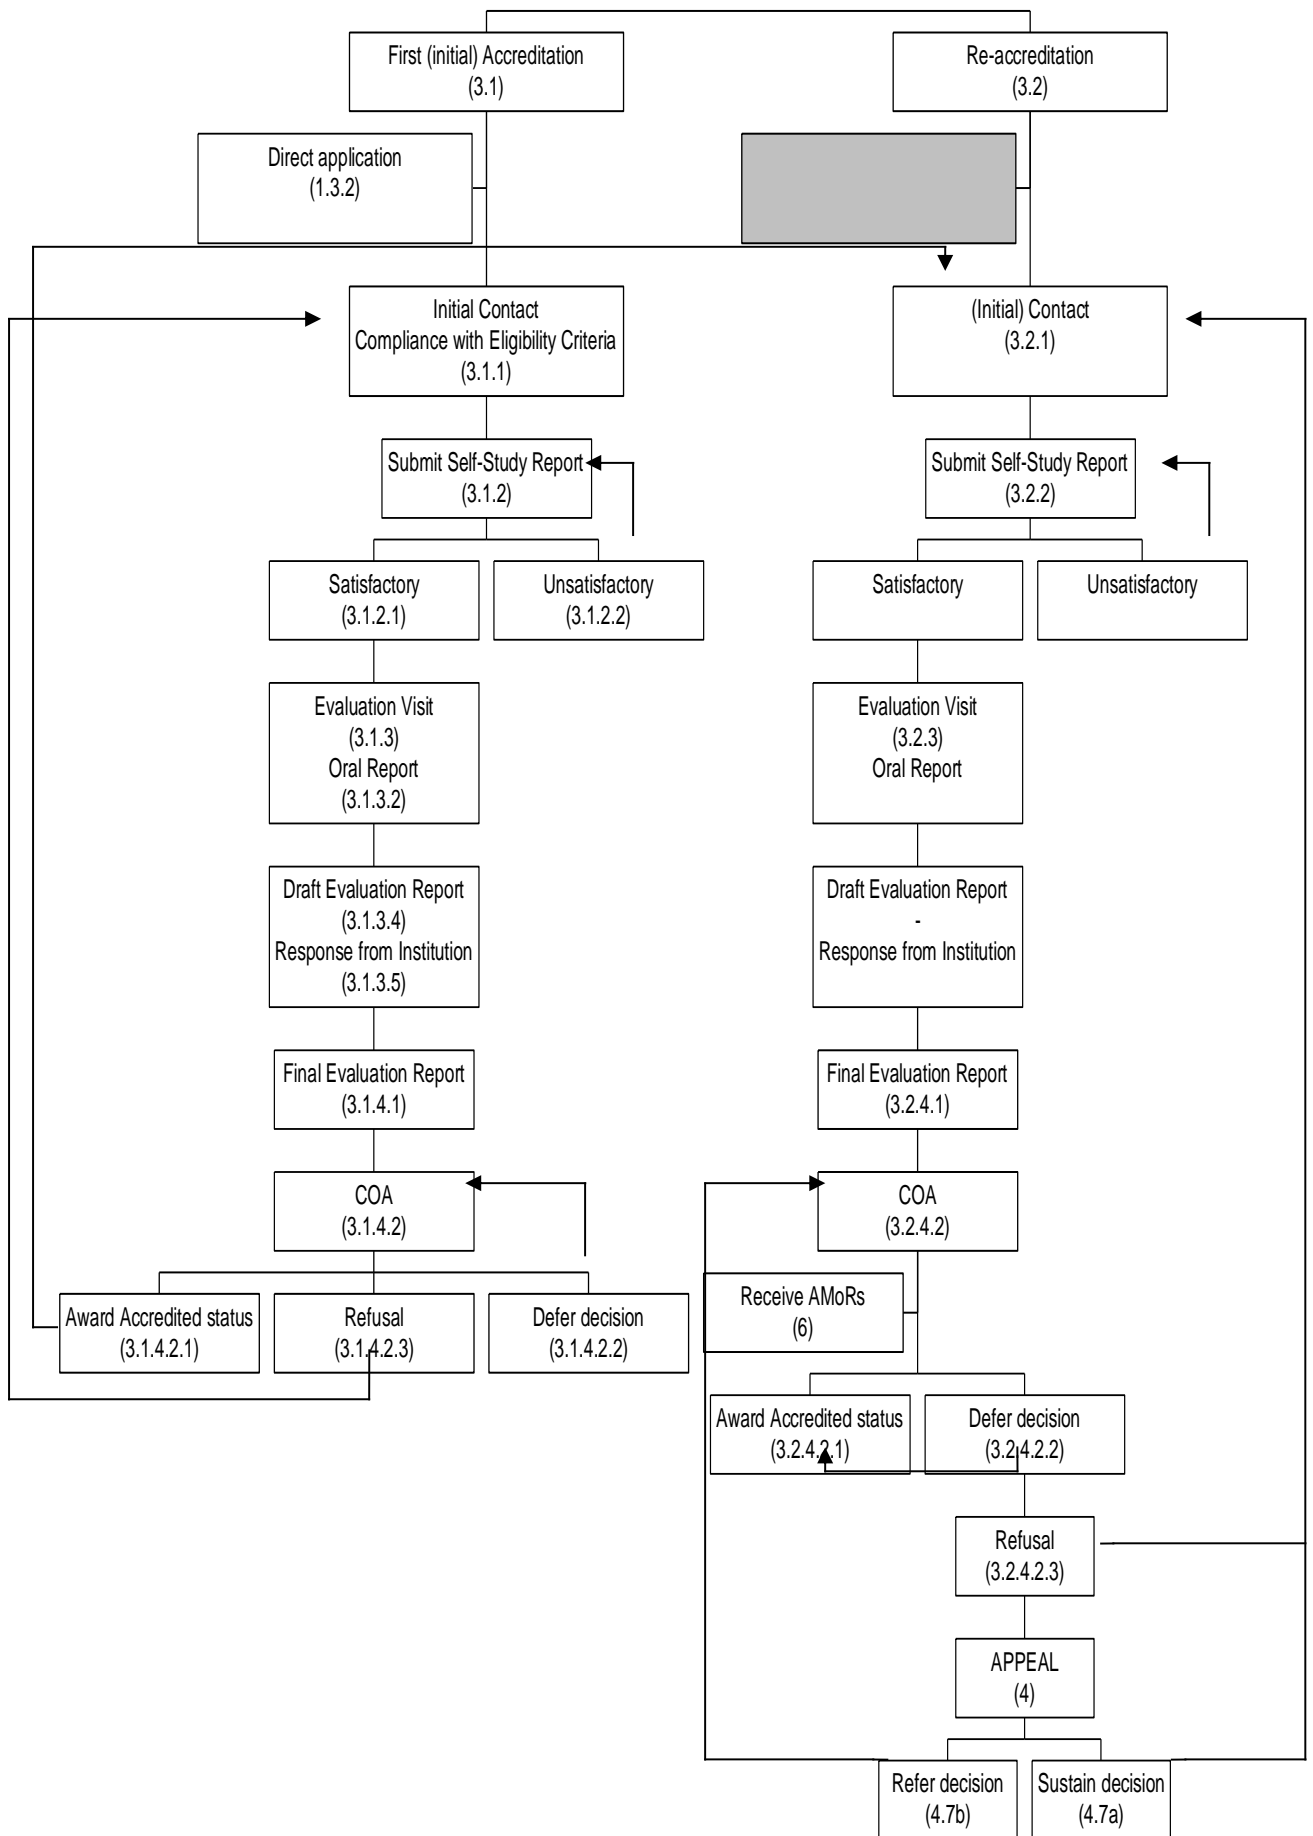 First (initial) Accreditation
(3.1)
Re-accreditation
(3.2)
Direct application
(1.3.2)
Initial Contact
Compliance with Eligibility Criteria
(3.1.1)
(Initial) Contact
(3.2.1)
Submit Self-Study Report
(3.1.2)
Submit Self-Study Report
(3.2.2)
Satisfactory
(3.1.2.1)
Unsatisfactory
(3.1.2.2)
Satisfactory
Unsatisfactory
Evaluation Visit
(3.1.3)
Oral Report
(3.1.3.2)
Evaluation Visit
(3.2.3)
Oral Report
Draft Evaluation Report
(3.1.3.4)
Response from Institution
(3.1.3.5)
Draft Evaluation Report
-
Response from Institution
Final Evaluation Report
(3.1.4.1)
Final Evaluation Report
(3.2.4.1)
COA
(3.1.4.2)
COA
(3.2.4.2)
Award Accredited status
(3.1.4.2.1)
Refusal
(3.1.4.2.3)
Defer decision
(3.1.4.2.2)
Receive AMoRs
(6)
Award Accredited status
(3.2.4.2.1)
Defer decision
(3.2.4.2.2)
Refusal
(3.2.4.2.3)
APPEAL
(4)
Refer decision
(4.7b)
Sustain decision
(4.7a)